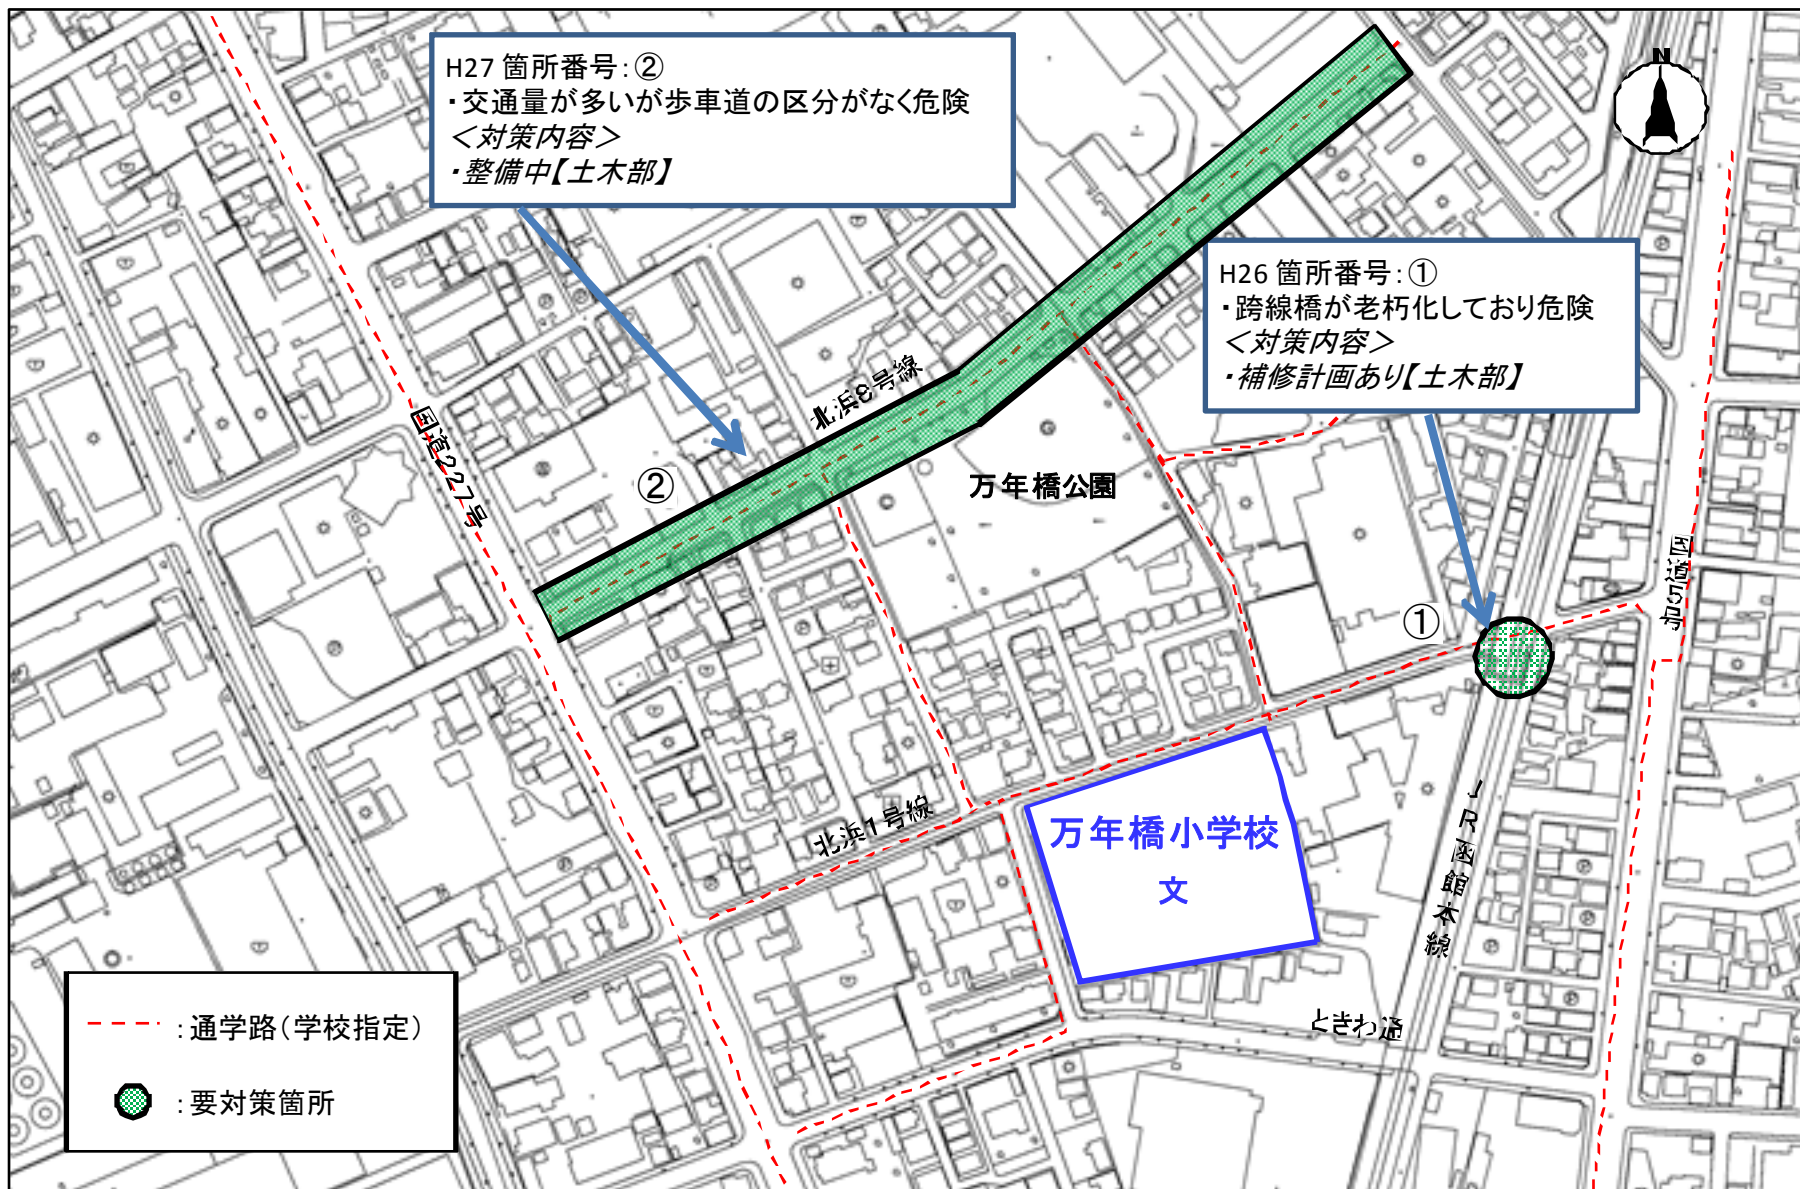 H27 箇所番号：②
・交通量が多いが歩車道の区分がなく危険
＜対策内容＞
・整備中【土木部】
N
H26 箇所番号：①
・跨線橋が老朽化しており危険
＜対策内容＞
・補修計画あり【土木部】
北浜8号線
国道227号
②
万年橋公園
国道5号
①
北浜1号線
万年橋小学校
文
JR函館本線
ときわ通
：通学路（学校指定）
：要対策箇所